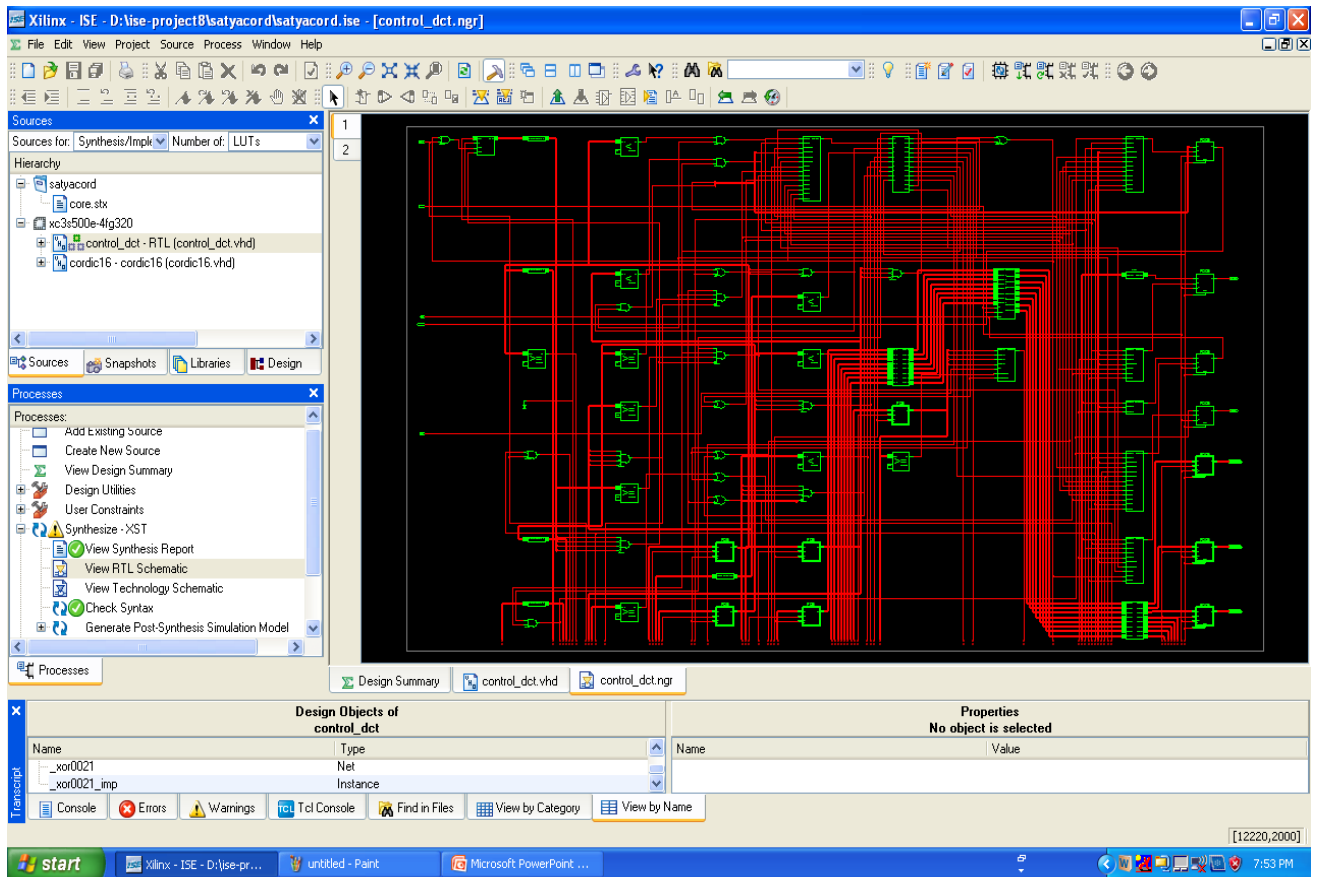 Xilinx - ISE - D:\ise-project8\satyacord\satyacord.ise - [control_dct.ngr]
File Edit View Project Source Process Window Help
Sources
Sources for: Synthesis/Imple Number of: LUTs
Hierarchy
satyacord
core.stx
xc3s500e-4fg320
control_dct - RTL (control_dct.vhd)
cordic16 - cordic16 (cordic16.vhd)
Sources Snapshots Libraries Design
Processes
Processes:
Add Existing Source
Create New Source
View Design Summary
Design Utilities
User Constraints
Synthesize - XST
View Synthesis Report
View RTL Schematic
View Technology Schematic
Check Syntax
Generate Post-Synthesis Simulation Model
Processes
1
2
Design Summary control_dct.vhd control_dct.ngr
Transcript
Design Objects of
control_dct
Name Type
_xor0021 Net
_xor0021_imp Instance
Properties
No object is selected
Name Value
Console Errors Warnings Tcl Console Find in Files View by Category View by Name
[12220,2000]
start Xilinx - ISE - D:\ise-pr... untitled - Paint Microsoft PowerPoint ... 7:53 PM